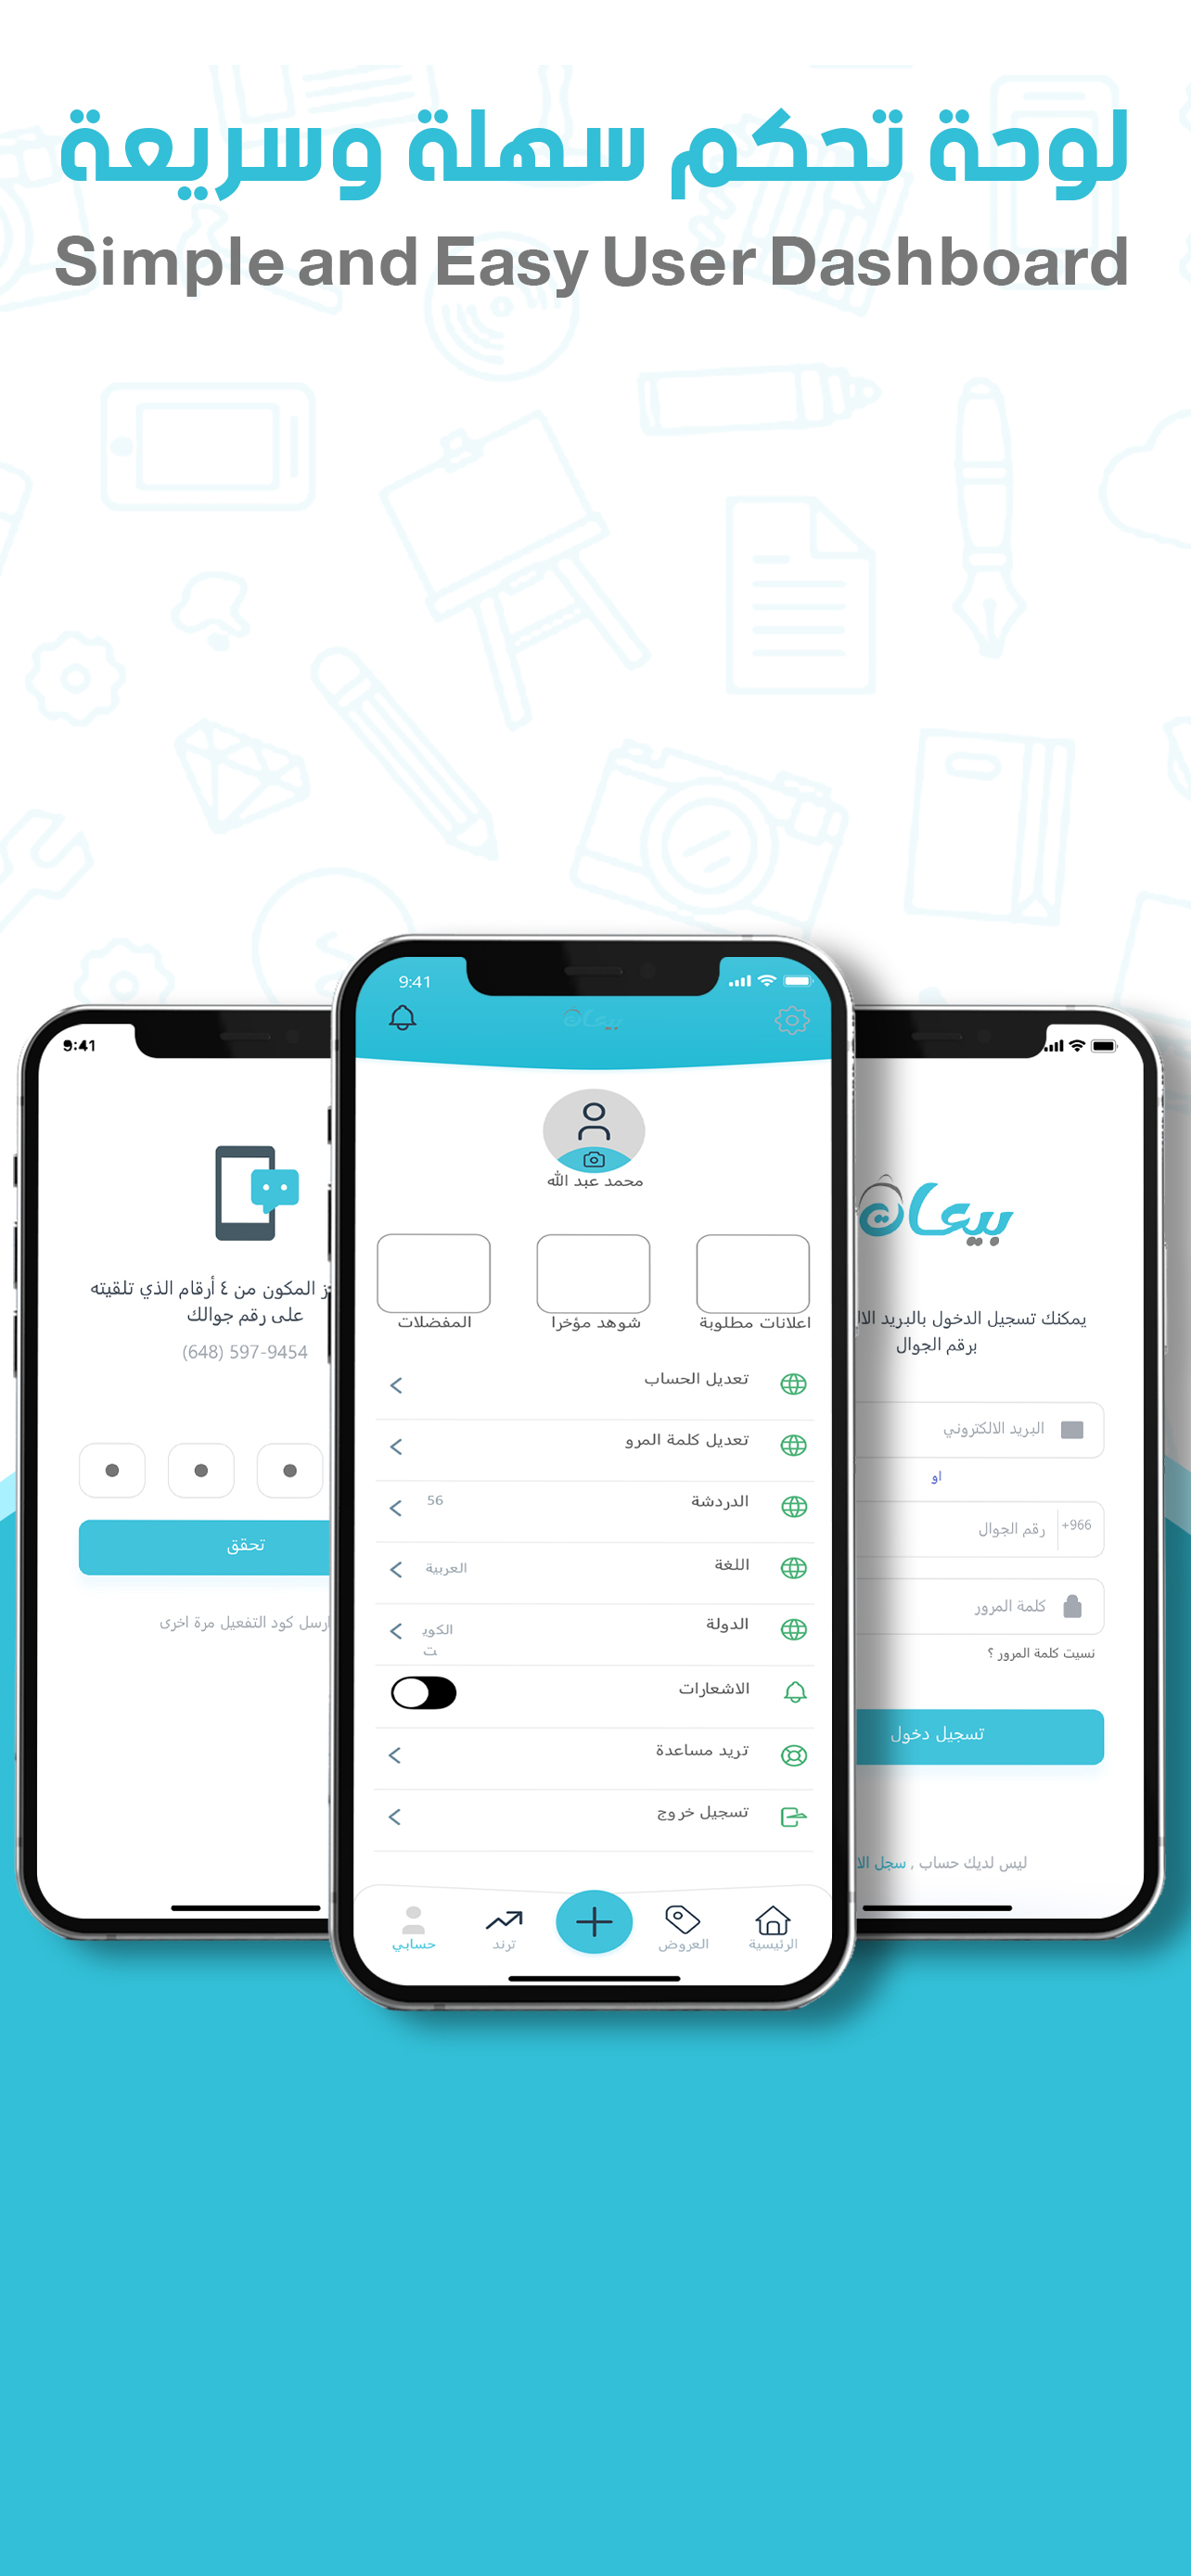 لوحة تحكم سهلة وسريعة
Simple and Easy User Dashboard
9:41
بيعات
محمد عبد الله
اعلانات مطلوبة
شوهد مؤخرا
المفضلات
تعديل الحساب
تعديل كلمة المرو
الدردشة
56
اللغة
العربية
الدولة
الكوي
ت
الاشعارات
تريد مساعدة
تسجيل خروج
الرئيسية
العروض
ترند
حسابي
بيعات
يمكنك تسجيل الدخول بالبريد
برقم الجوال
البريد الالكتروني
او
+966
رقم الجوال
كلمة المرور
نسيت كلمة المرور ؟
تسجيل دخول
ليس لديك حساب , سجل
9:41
المكون من ٤ أرقام الذي تلقيته
على رقم جوالك
(648) 597-9454
تحقق
ارسل كود التفعيل مرة اخرى